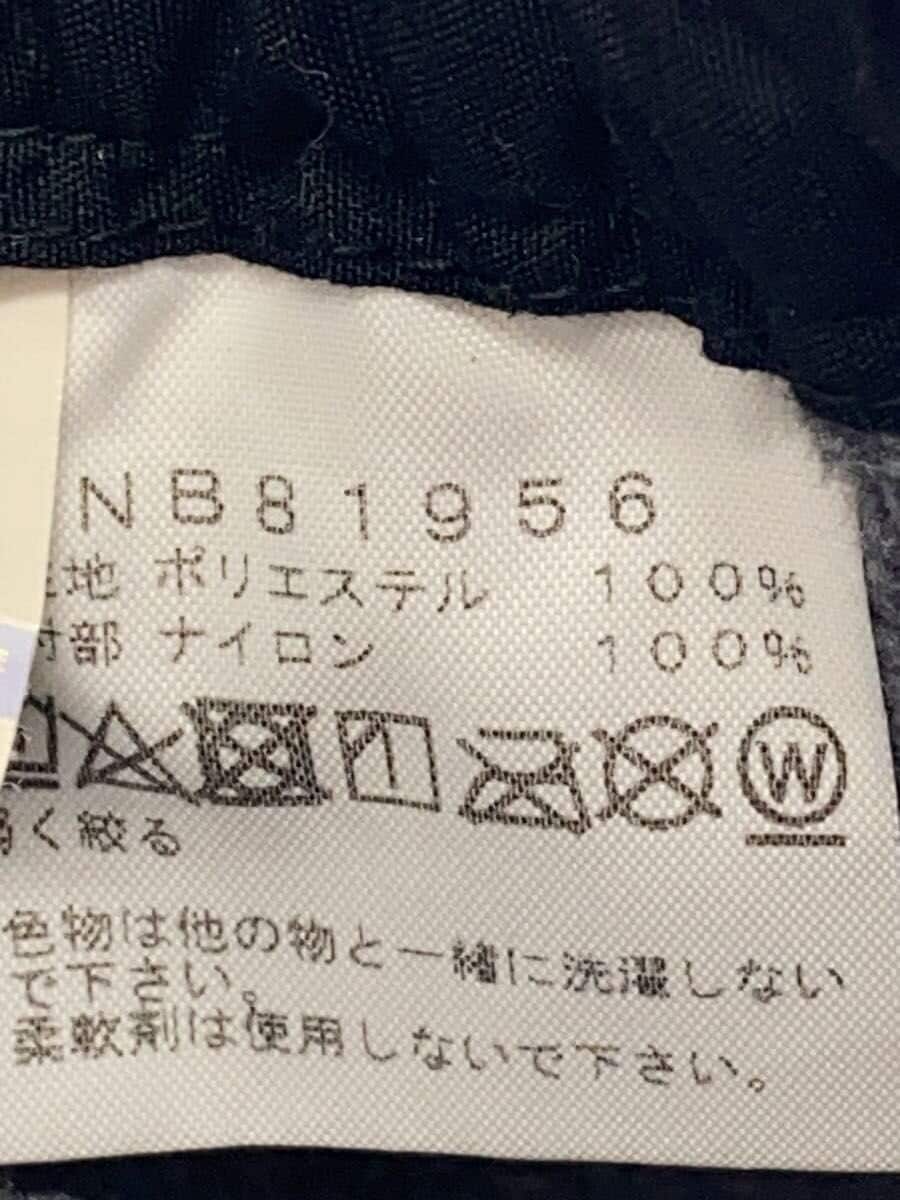 NB81956
生地 ポリエステル 100%
付部 ナイロン 100%
W
く絞る
色物は他の物と一緒に洗濯しない
で下さい。
柔軟剤は使用しないで下さい。